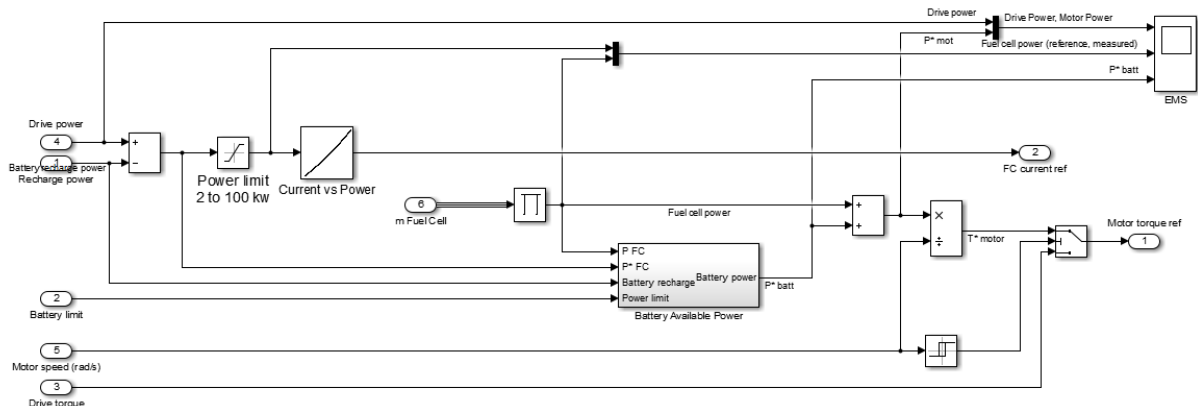 Drive power
Drive Power, Motor Power
P* mot
Fuel cell power (reference, measured)
P* batt
EMS
Drive power
4
+
1
−
Battery recharge power
Recharge power
Power limit
2 to 100 kw
Current vs Power
2
FC current ref
6
m Fuel Cell
Fuel cell power
+
+
×
÷
T* motor
Motor torque ref
1
P FC
P* FC
Battery recharge
Battery power
Power limit
P* batt
Battery Available Power
2
Battery limit
5
Motor speed (rad/s)
3
Drive torque